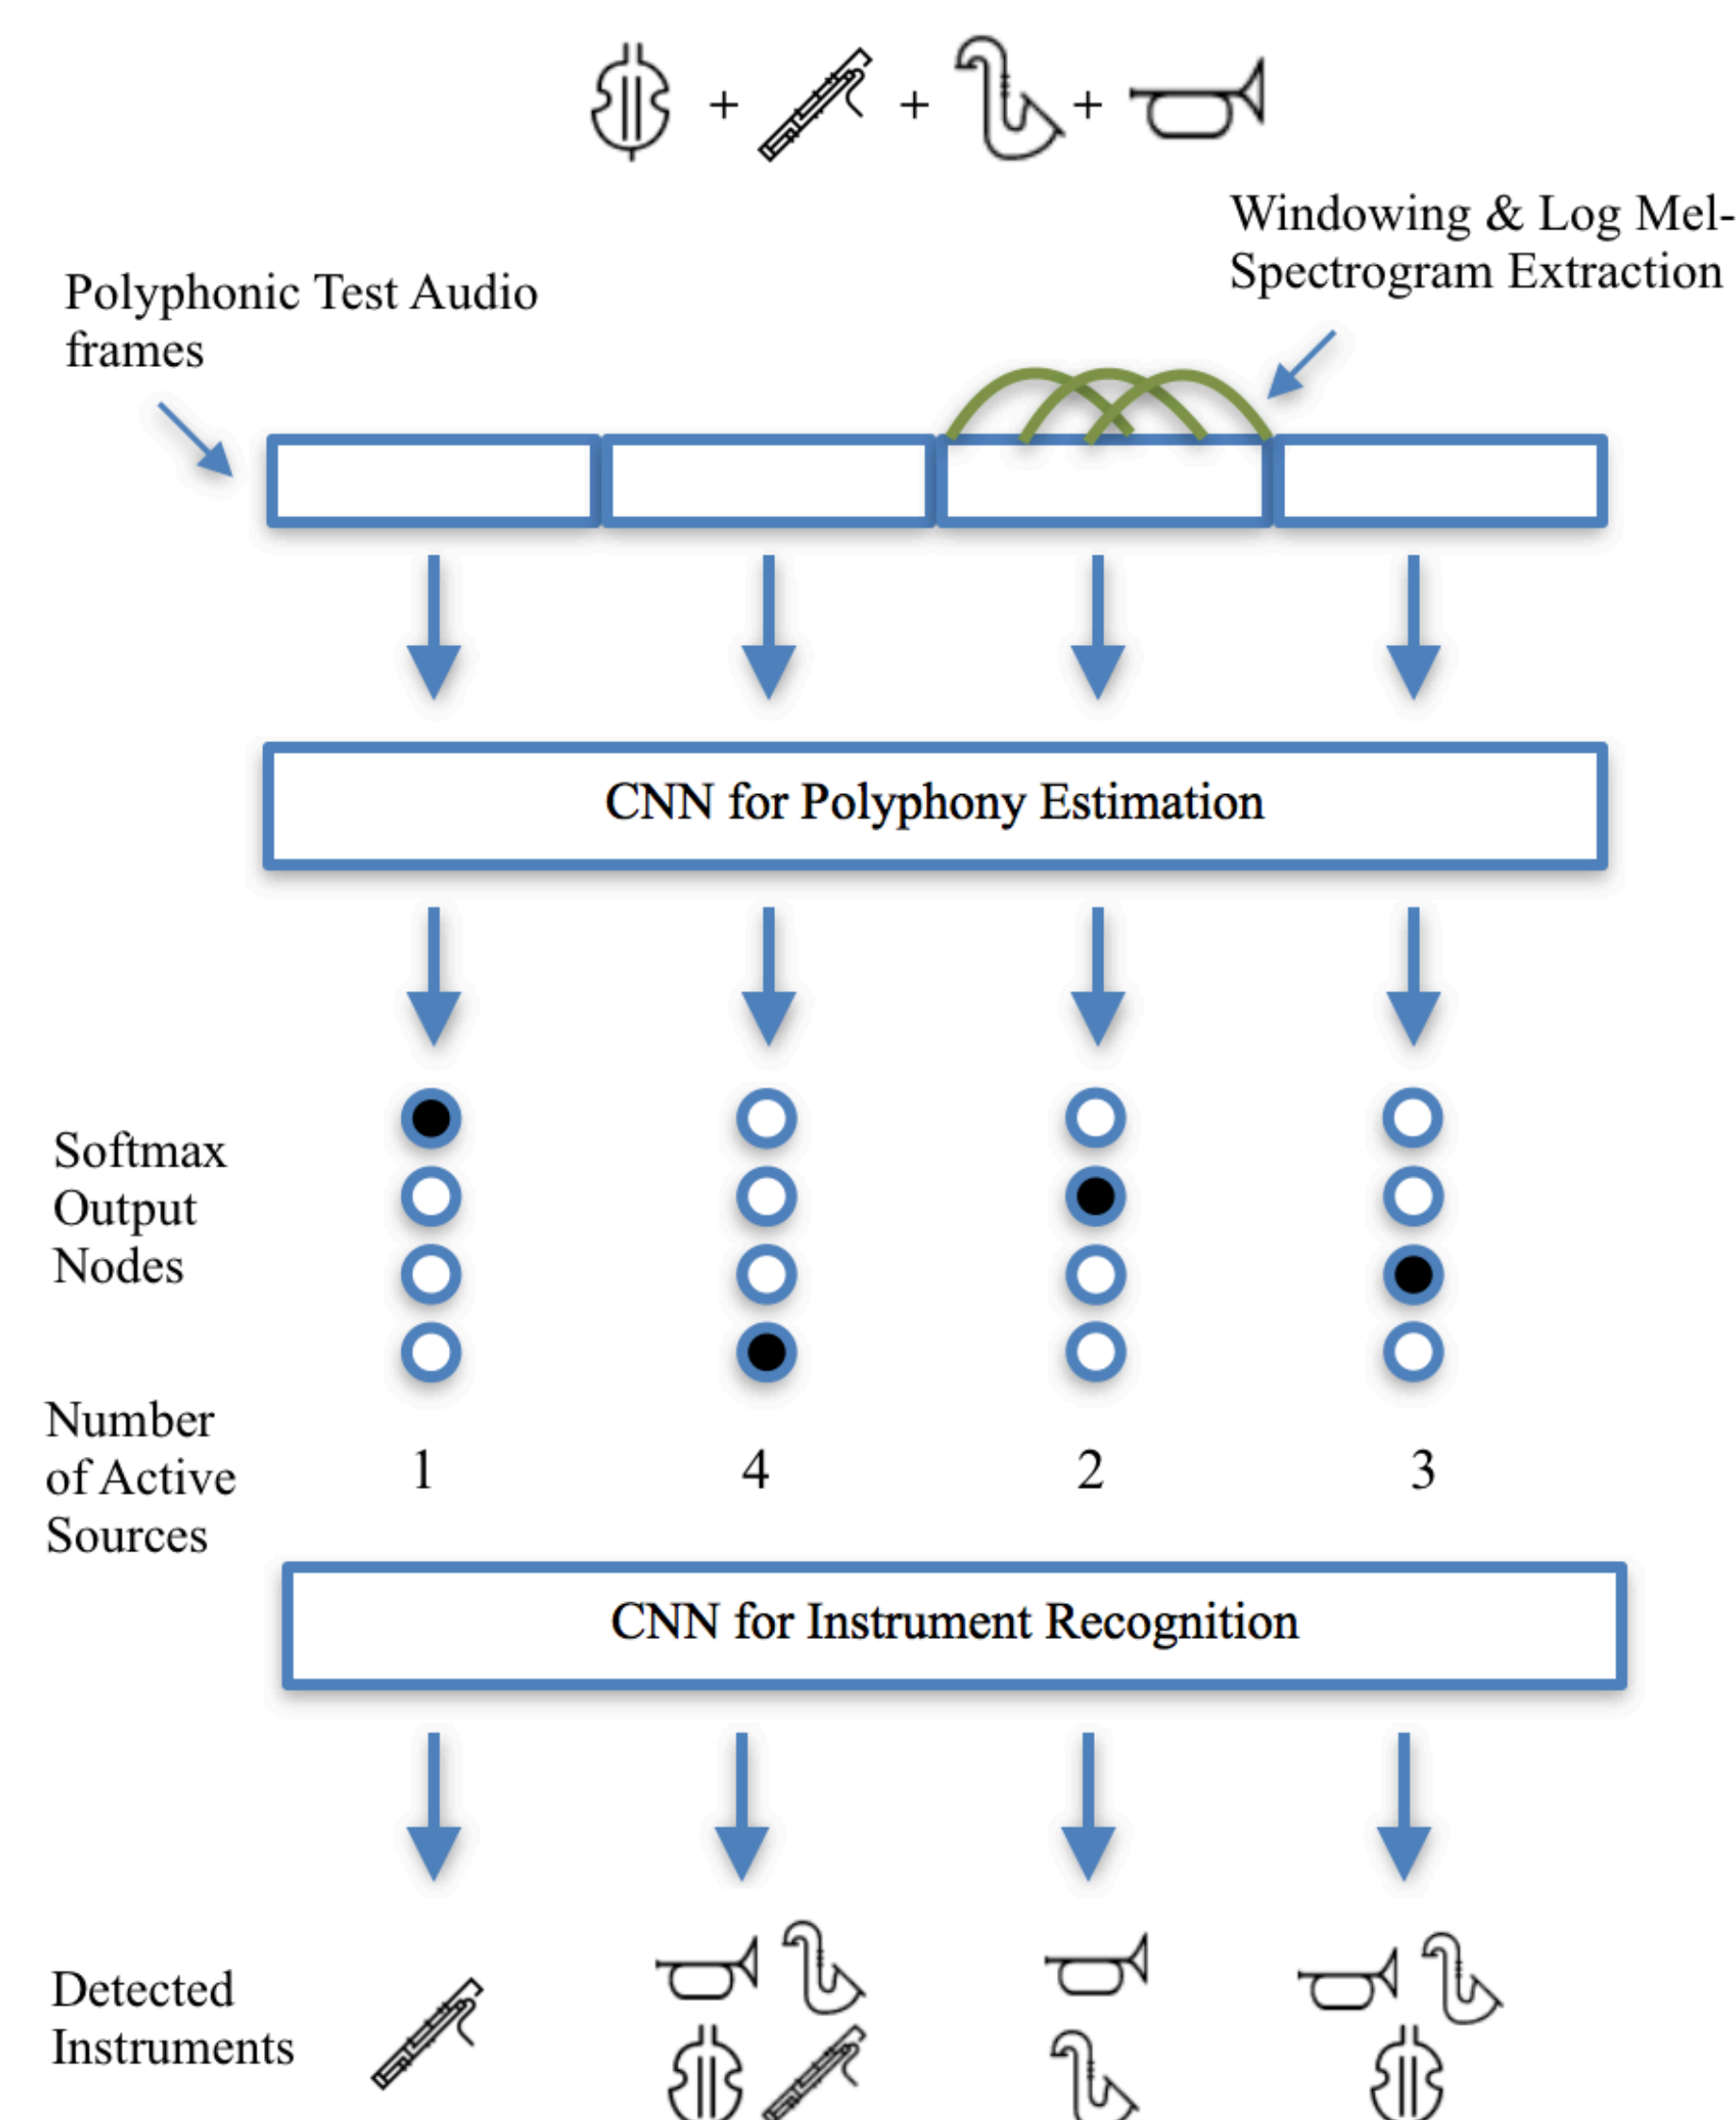 + + +
Windowing & Log Mel-
Spectrogram Extraction
Polyphonic Test Audio
frames
CNN for Polyphony Estimation
Softmax
Output
Nodes
Number
of Active
Sources
1 4 2 3
CNN for Instrument Recognition
Detected
Instruments